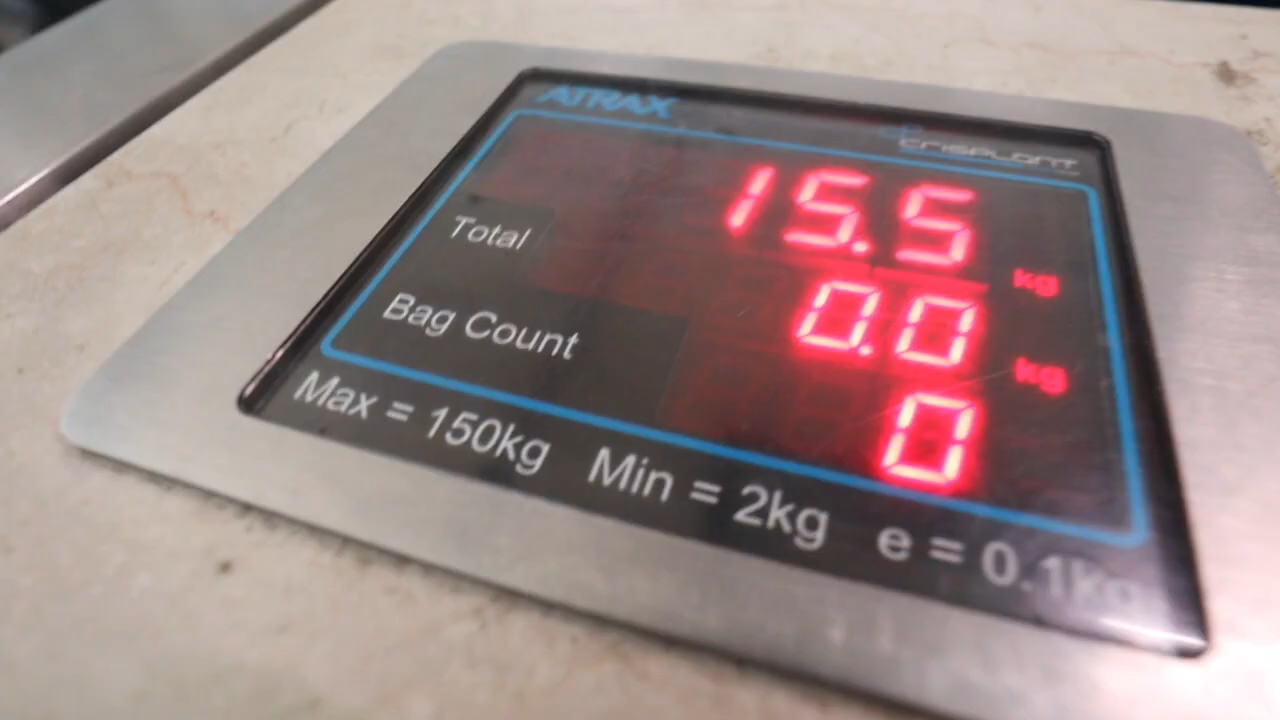 ATRAX
crisplant
15.5 kg
Total 0.0 kg
Bag Count 0
Max = 150kg Min = 2kg e = 0.1kg